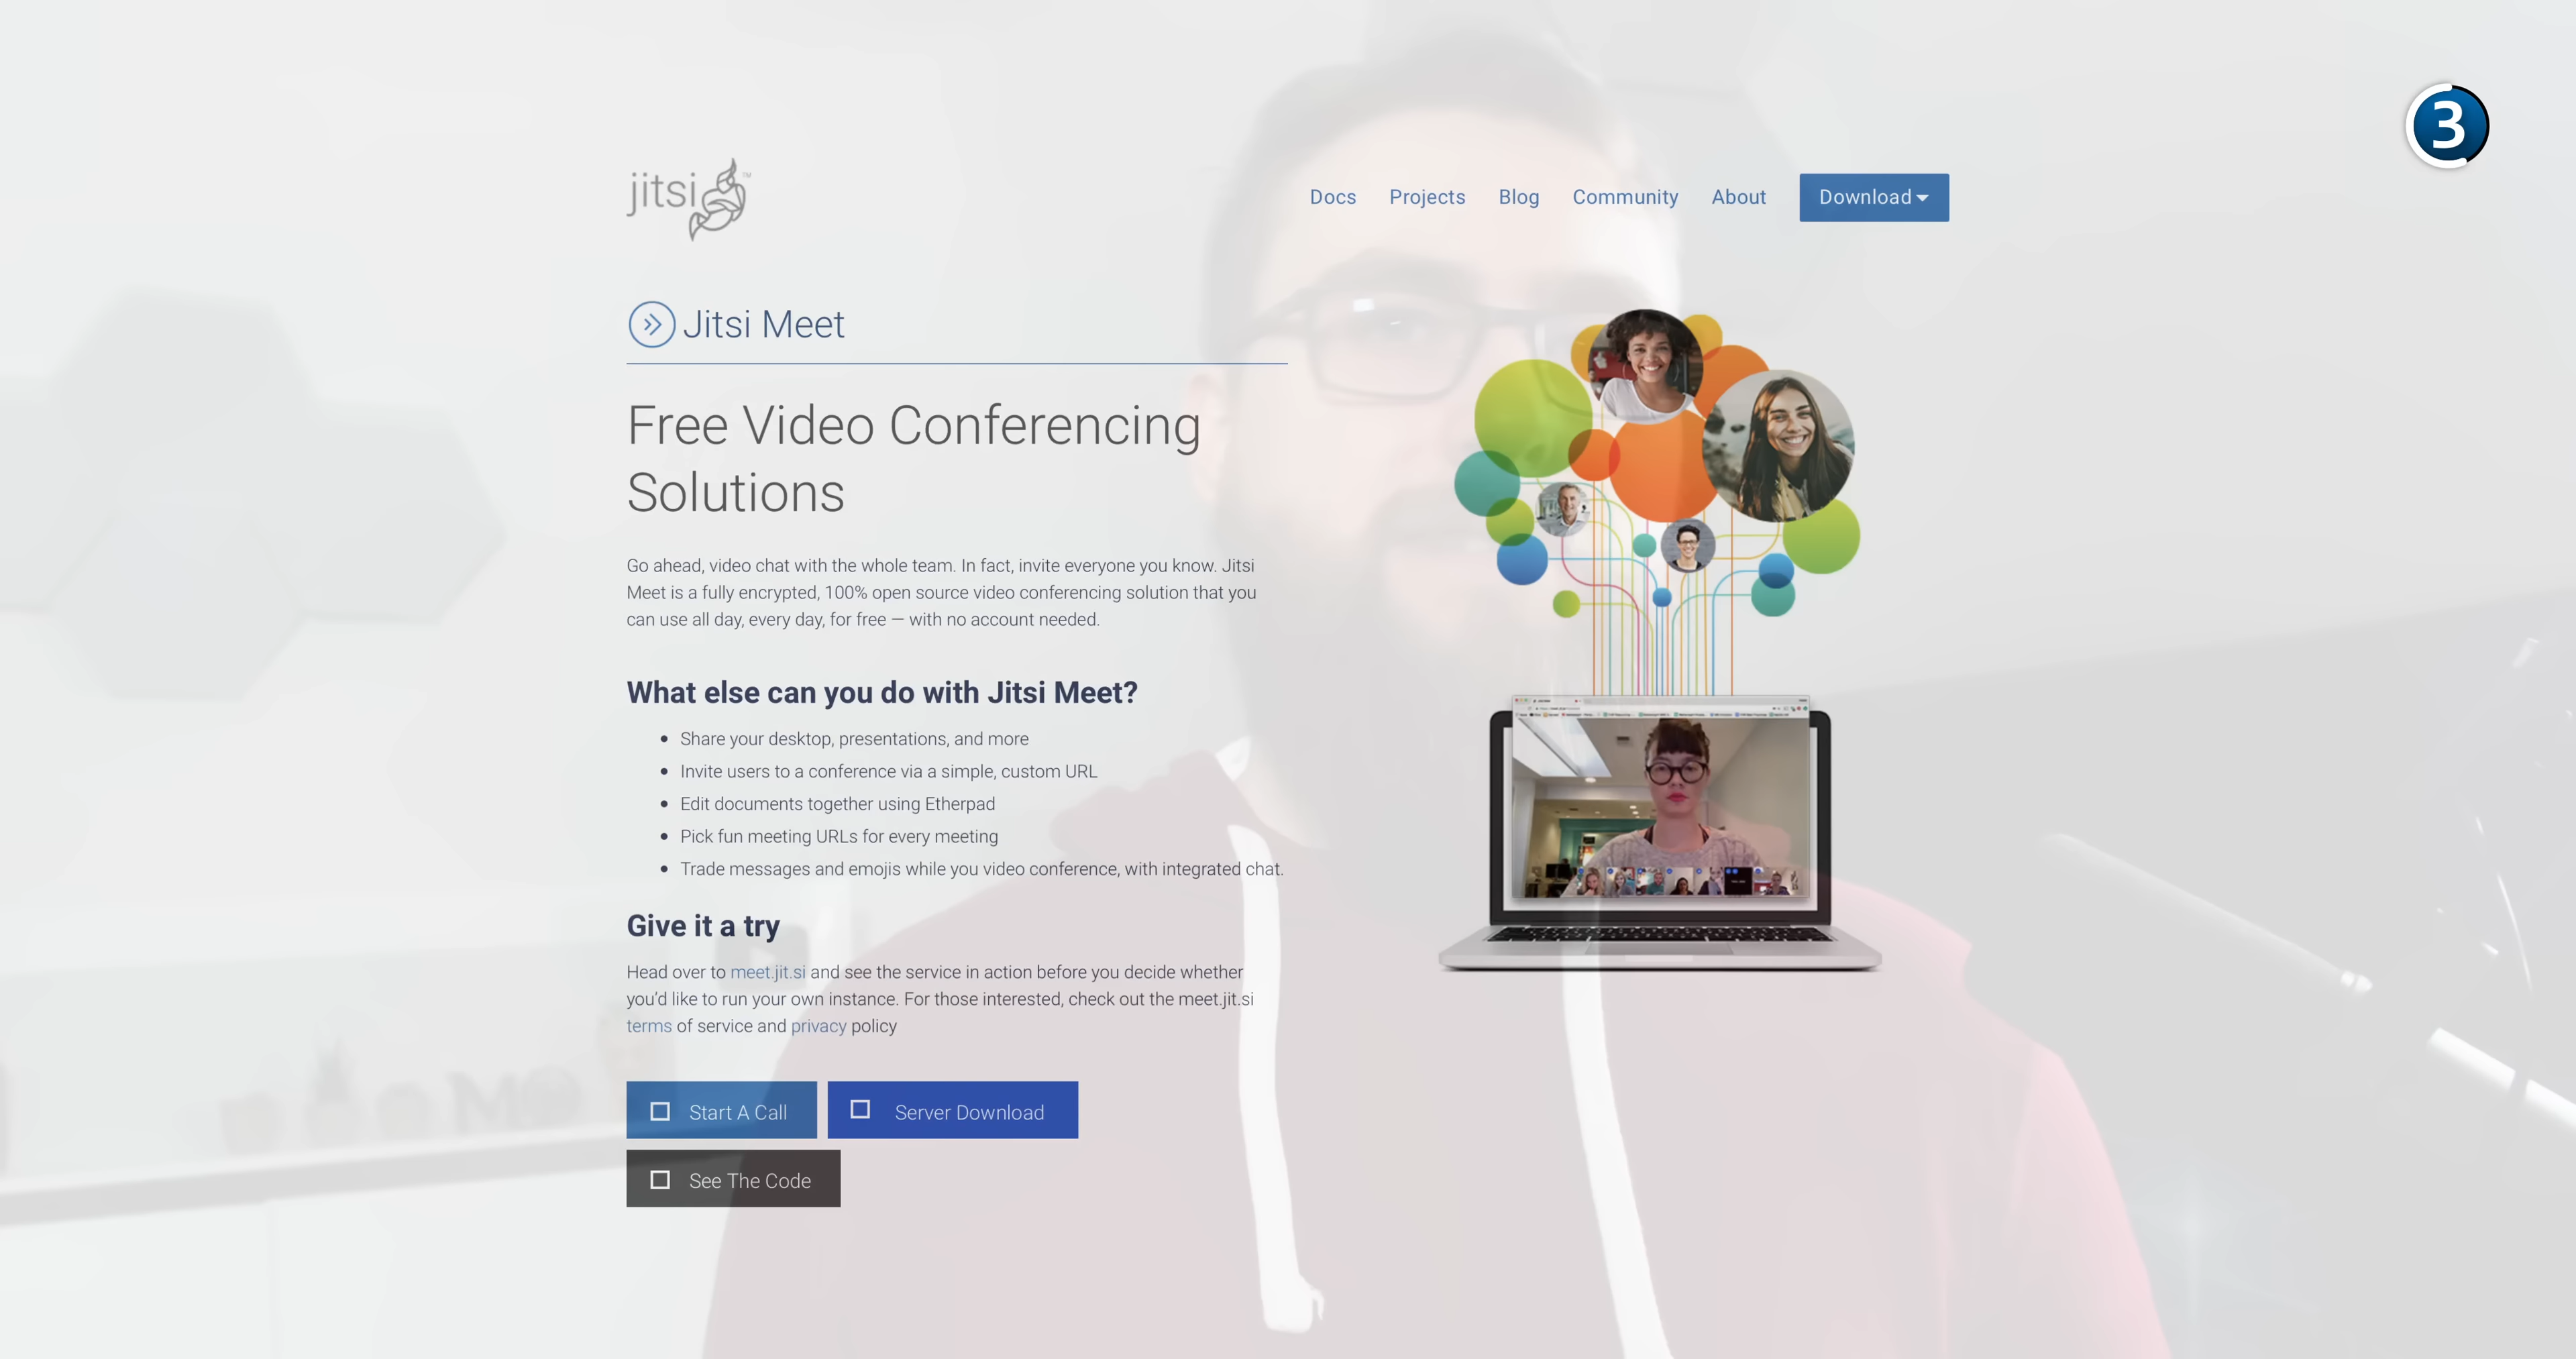 3
jitsi™
Docs Projects Blog Community About Download
Jitsi Meet
Free Video Conferencing
Solutions
Go ahead, video chat with the whole team. In fact, invite everyone you know. Jitsi
Meet is a fully encrypted, 100% open source video conferencing solution that you
can use all day, every day, for free — with no account needed.
What else can you do with Jitsi Meet?
• Share your desktop, presentations, and more
• Invite users to a conference via a simple, custom URL
• Edit documents together using Etherpad
• Pick fun meeting URLs for every meeting
• Trade messages and emojis while you video conference, with integrated chat.
Give it a try
Head over to meet.jit.si and see the service in action before you decide whether
you'd like to run your own instance. For those interested, check out the meet.jit.si
terms of service and privacy policy
Start A Call
Server Download
See The Code